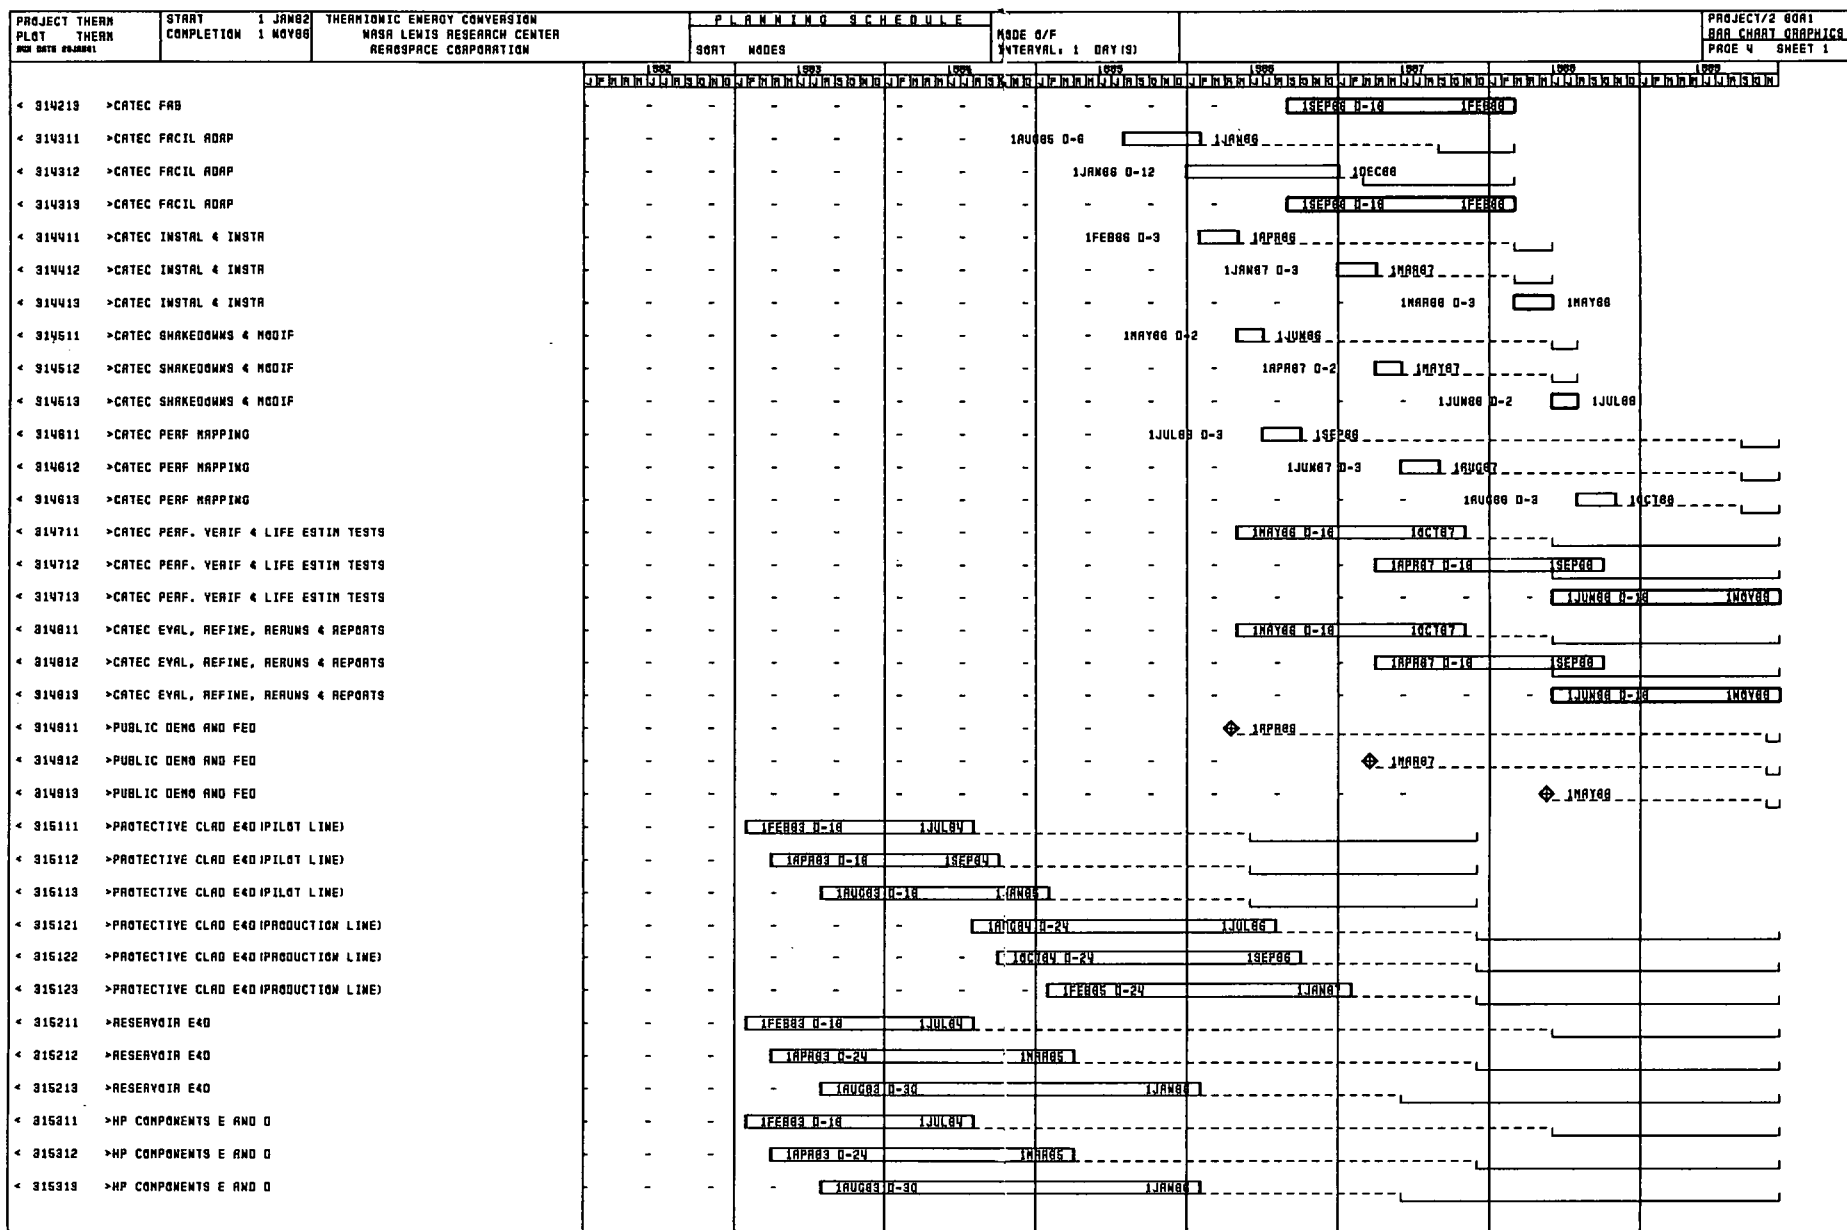 PROJECT THERM
PLOT THERM
RUN DATE 26JAN81
START 1 JAN82
COMPLETION 1 NOV88
THERMIONIC ENERGY CONVERSION
NASA LEWIS RESEARCH CENTER
AEROSPACE CORPORATION
PLANNING SCHEDULE
SORT NODES
MODE O/F
INTERVAL: 1 DAY(S)
PROJECT/2 GOR1
BAR CHART GRAPHICS
PAGE 4 SHEET 1
1982 1983 1984 1985 1986 1987 1988 1989
< 314213 >CATEC FAB 1SEP86 D-18 1FEB88
< 314311 >CATEC FACIL ADAP 1AUG85 D-6 1JAN86
< 314312 >CATEC FACIL ADAP 1JAN86 D-12 1DEC86
< 314313 >CATEC FACIL ADAP 1SEP86 D-18 1FEB88
< 314411 >CATEC INSTAL & INSTR 1FEB86 D-3 1APR86
< 314412 >CATEC INSTAL & INSTR 1JAN87 D-3 1MAR87
< 314413 >CATEC INSTAL & INSTR 1MAR88 D-3 1MAY88
< 314511 >CATEC SHAKEDOWNS & MODIF 1MAY86 D-2 1JUN86
< 314512 >CATEC SHAKEDOWNS & MODIF 1APR87 D-2 1MAY87
< 314513 >CATEC SHAKEDOWNS & MODIF 1JUN88 D-2 1JUL88
< 314611 >CATEC PERF MAPPING 1JUL86 D-3 1SEP86
< 314612 >CATEC PERF MAPPING 1JUN87 D-3 1AUG87
< 314613 >CATEC PERF MAPPING 1AUG88 D-3 1OCT88
< 314711 >CATEC PERF. VERIF & LIFE ESTIM TESTS 1MAY86 D-18 1OCT87
< 314712 >CATEC PERF. VERIF & LIFE ESTIM TESTS 1APR87 D-18 1SEP88
< 314713 >CATEC PERF. VERIF & LIFE ESTIM TESTS 1JUN88 D-18 1NOV89
< 314811 >CATEC EVAL, REFINE, RERUNS & REPORTS 1MAY86 D-18 1OCT87
< 314812 >CATEC EVAL, REFINE, RERUNS & REPORTS 1APR87 D-18 1SEP88
< 314813 >CATEC EVAL, REFINE, RERUNS & REPORTS 1JUN88 D-18 1NOV89
< 314911 >PUBLIC DEMO AND FED 1APR86
< 314912 >PUBLIC DEMO AND FED 1MAR87
< 314913 >PUBLIC DEMO AND FED 1MAY88
< 315111 >PROTECTIVE CLAD E&D(PILOT LINE) 1FEB83 D-18 1JUL84
< 315112 >PROTECTIVE CLAD E&D(PILOT LINE) 1APR83 D-18 1SEP84
< 315113 >PROTECTIVE CLAD E&D(PILOT LINE) 1AUG83 D-18 1JAN85
< 315121 >PROTECTIVE CLAD E&D(PRODUCTION LINE) 1AUG84 D-24 1JUL86
< 315122 >PROTECTIVE CLAD E&D(PRODUCTION LINE) 1OCT84 D-24 1SEP86
< 315123 >PROTECTIVE CLAD E&D(PRODUCTION LINE) 1FEB85 D-24 1JAN87
< 315211 >RESERVOIR E&D 1FEB83 D-18 1JUL84
< 315212 >RESERVOIR E&D 1APR83 D-24 1MAR85
< 315213 >RESERVOIR E&D 1AUG83 D-30 1JAN86
< 315311 >HP COMPONENTS E AND D 1FEB83 D-18 1JUL84
< 315312 >HP COMPONENTS E AND D 1APR83 D-24 1MAR85
< 315313 >HP COMPONENTS E AND D 1AUG83 D-30 1JAN86